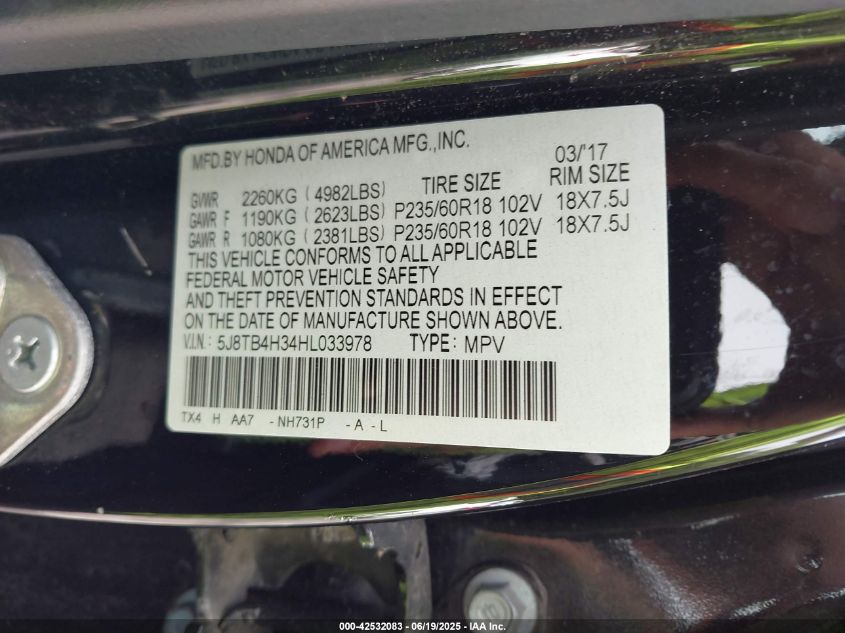 MFD.BY HONDA OF AMERICA MFG.,INC. 03/'17
GVWR 2260KG (4982LBS) TIRE SIZE RIM SIZE
GAWR F 1190KG (2623LBS) P235/60R18 102V 18X7.5J
GAWR R 1080KG (2381LBS) P235/60R18 102V 18X7.5J
THIS VEHICLE CONFORMS TO ALL APPLICABLE
FEDERAL MOTOR VEHICLE SAFETY
AND THEFT PREVENTION STANDARDS IN EFFECT
ON THE DATE OF MANUFACTURE SHOWN ABOVE.
V.I.N.: 5J8TB4H34HL033978 TYPE: MPV
TX4 H AA7 -NH731P -A-L
000-42532083 - 06/19/2025 - IAA Inc.